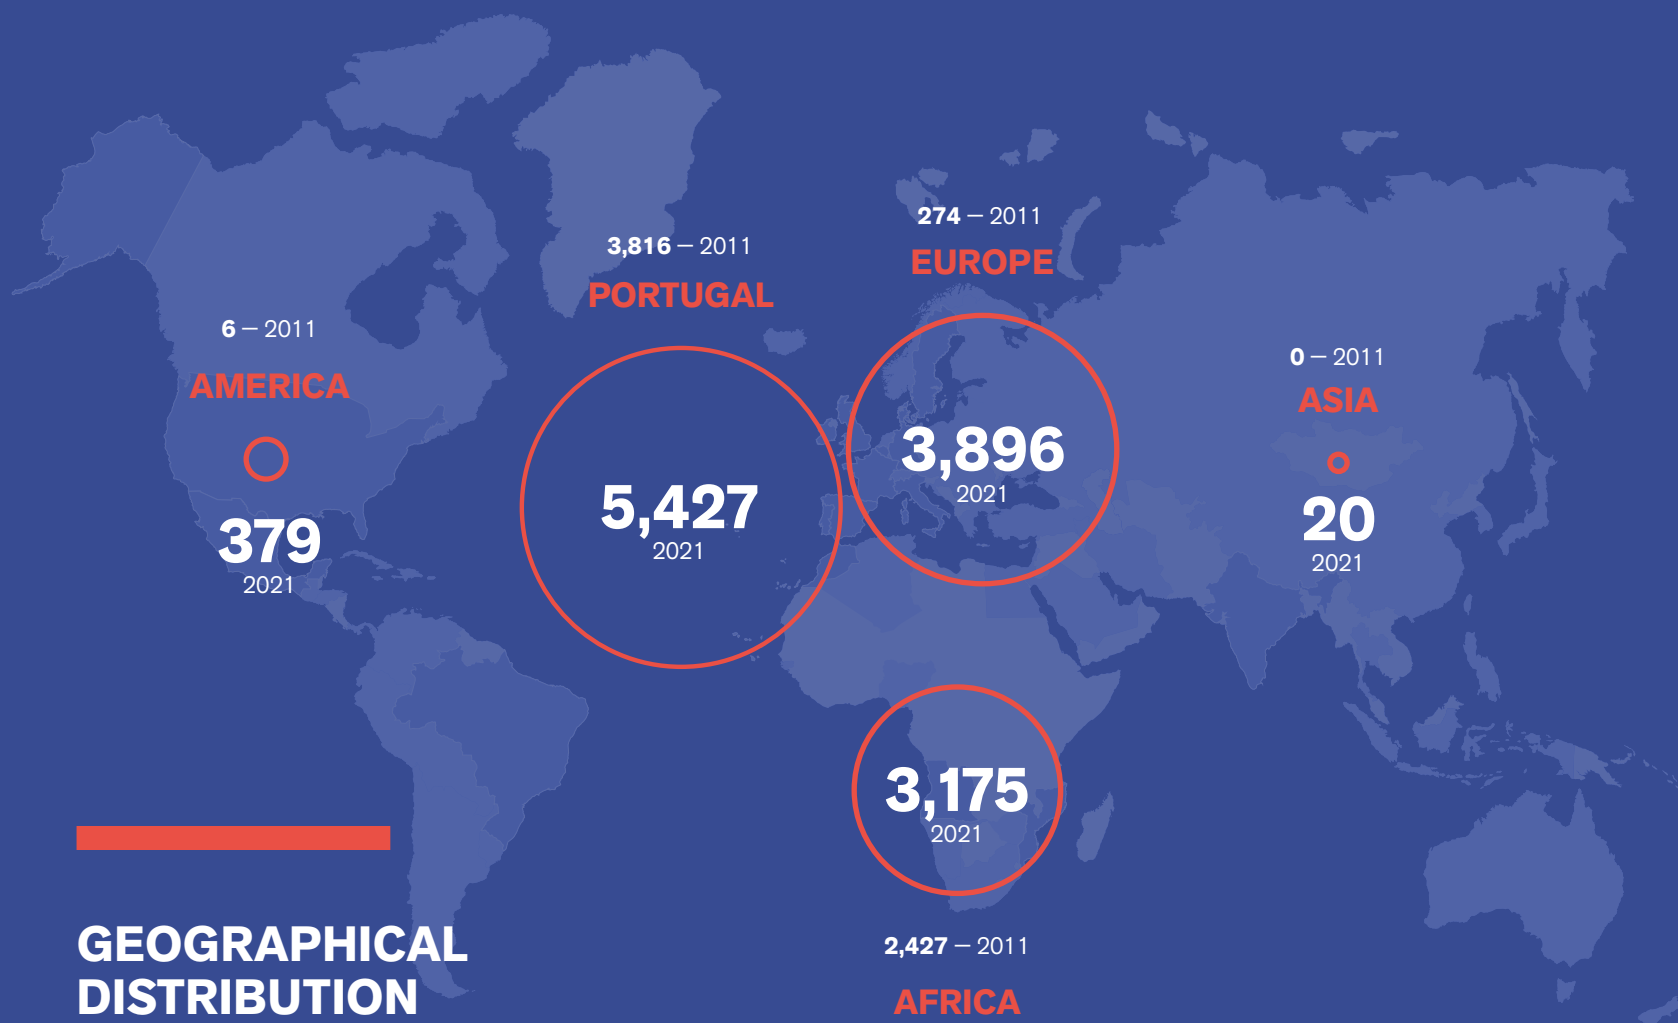 274 – 2011
EUROPE
3,896
2021
3,816 – 2011
PORTUGAL
5,427
2021
6 – 2011
AMERICA
379
2021
0 – 2011
ASIA
20
2021
3,175
2021
2,427 – 2011
AFRICA
GEOGRAPHICAL
DISTRIBUTION